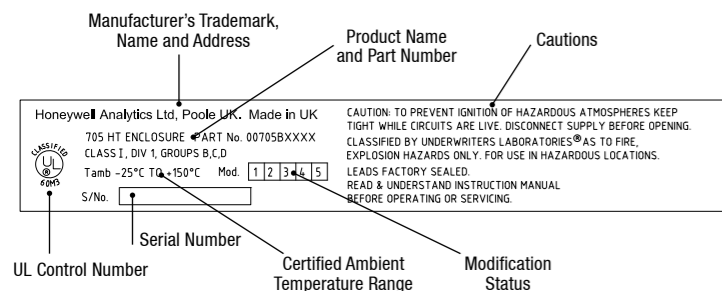 Manufacturer's Trademark,
Name and Address
Product Name
and Part Number
Cautions
Honeywell Analytics Ltd, Poole UK. Made in UK
705 HT ENCLOSURE PART No. 00705BXXXX
CLASS I, DIV 1, GROUPS B,C,D
Tamb -25°C TO +150°C Mod. 1 2 3 4 5
S/No.
CLASSIFIED
UL
®
60M3
CAUTION: TO PREVENT IGNITION OF HAZARDOUS ATMOSPHERES KEEP
TIGHT WHILE CIRCUITS ARE LIVE. DISCONNECT SUPPLY BEFORE OPENING.
CLASSIFIED BY UNDERWRITERS LABORATORIES® AS TO FIRE,
EXPLOSION HAZARDS ONLY. FOR USE IN HAZARDOUS LOCATIONS.
LEADS FACTORY SEALED.
READ & UNDERSTAND INSTRUCTION MANUAL
BEFORE OPERATING OR SERVICING.
UL Control Number
Serial Number
Certified Ambient
Temperature Range
Modification
Status